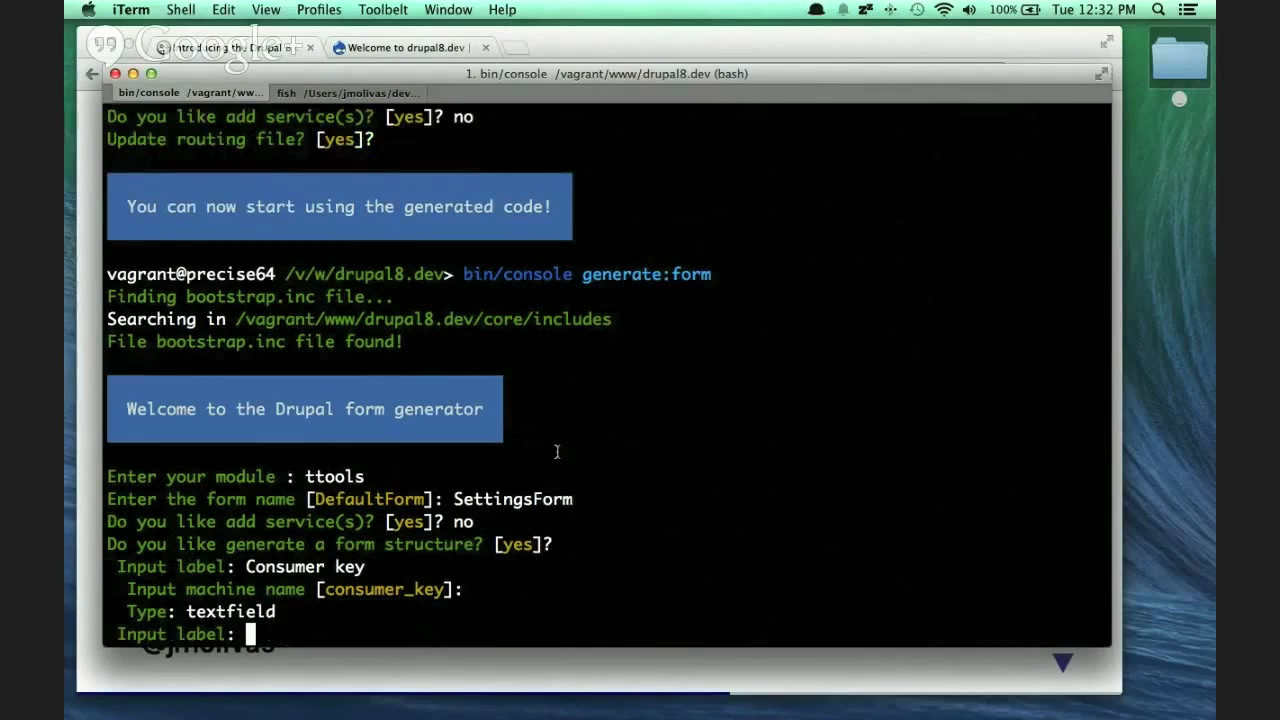 iTerm Shell Edit View Profiles Toolbelt Window Help 100% Tue 12:32 PM
Google+
Introducing the Drupal
Welcome to drupal8.dev |
1. bin/console /vagrant/www/drupal8.dev (bash)
bin/console /vagrant/ww...
fish /Users/jmolivas/dev...
Do you like add service(s)? [yes]? no
Update routing file? [yes]?
You can now start using the generated code!
vagrant@precise64 /v/w/drupal8.dev> bin/console generate:form
Finding bootstrap.inc file...
Searching in /vagrant/www/drupal8.dev/core/includes
File bootstrap.inc file found!
Welcome to the Drupal form generator
Enter your module : ttools
Enter the form name [DefaultForm]: SettingsForm
Do you like add service(s)? [yes]? no
Do you like generate a form structure? [yes]?
Input label: Consumer key
Input machine name [consumer_key]:
Type: textfield
Input label:
@jmolivas